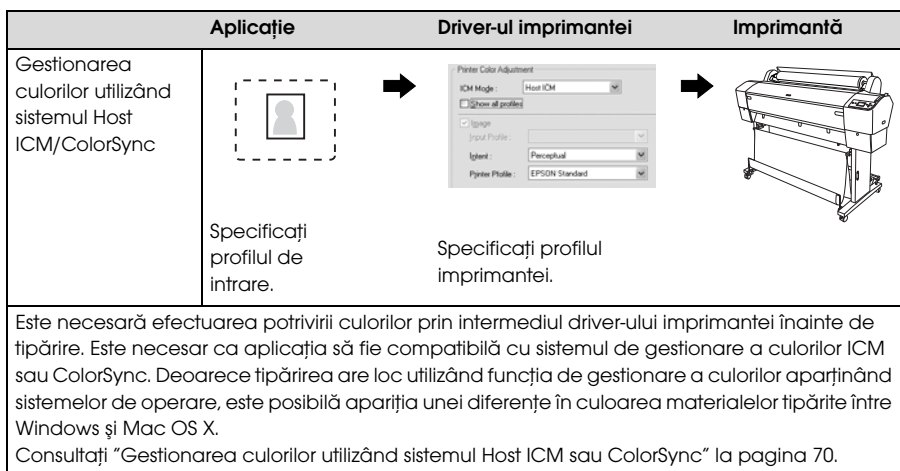 Aplicație Driver-ul imprimantei Imprimantă
Gestionarea
culorilor utilizând
sistemul Host
ICM/ColorSync
Printer Color Adjustment
ICM Mode : Host ICM
Show all profiles
Image
Input Profile :
Intent : Perceptual
Printer Profile : EPSON Standard
Specificați
profilul de
intrare.
Specificați profilul
imprimantei.
Este necesară efectuarea potrivirii culorilor prin intermediul driver-ului imprimantei înainte de
tipărire. Este necesar ca aplicația să fie compatibilă cu sistemul de gestionare a culorilor ICM
sau ColorSync. Deoarece tipărirea are loc utilizând funcția de gestionare a culorilor aparținând
sistemelor de operare, este posibilă apariția unei diferențe în culoarea materialelor tipărite între
Windows și Mac OS X.
Consultați ”Gestionarea culorilor utilizând sistemul Host ICM sau ColorSync” la pagina 70.